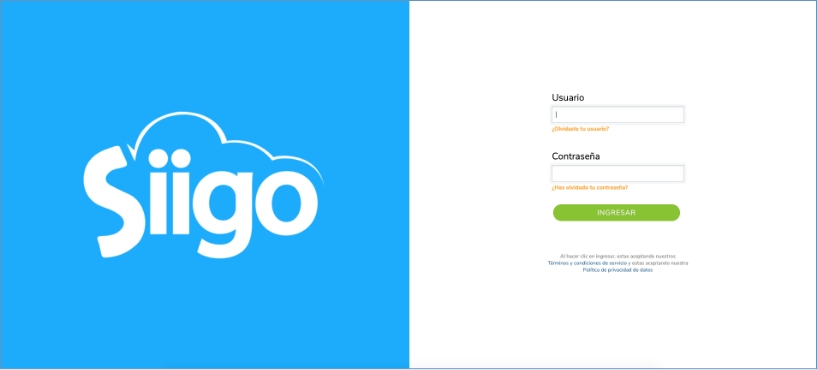 Siigo
Usuario
¿Olvidaste tu usuario?
Contraseña
¿Has olvidado tu contraseña?
INGRESAR
Al hacer clic en ingresar, estas aceptando nuestros
Términos y condiciones de servicio y estas aceptando nuestra
Política de privacidad de datos